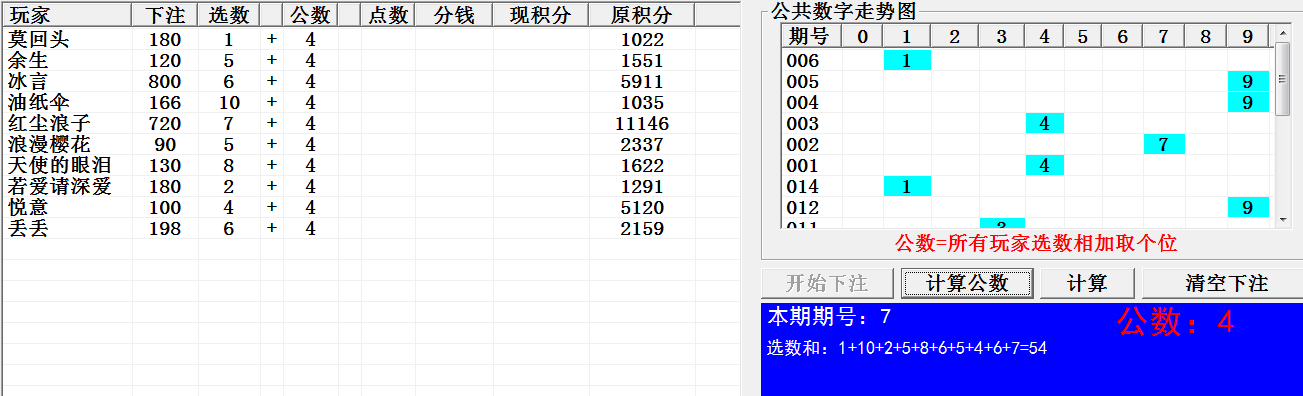 玩家 下注 选数 公数 点数 分钱 现积分 原积分
莫回头 180 1 + 4 1022
余生 120 5 + 4 1551
冰言 800 6 + 4 5911
油纸伞 166 10 + 4 1035
红尘浪子 720 7 + 4 11146
浪漫樱花 90 5 + 4 2337
天使的眼泪 130 8 + 4 1622
若爱请深爱 180 2 + 4 1291
悦意 100 4 + 4 5120
丢丢 198 6 + 4 2159
公共数字走势图
期号 0 1 2 3 4 5 6 7 8 9
006 1
005 9
004 9
003 4
002 7
001 4
014 1
012 9
011 3
公数=所有玩家选数相加取个位
开始下注 计算公数 计算 清空下注
本期期号：7 公数：4
选数和：1+10+2+5+8+6+5+4+6+7=54